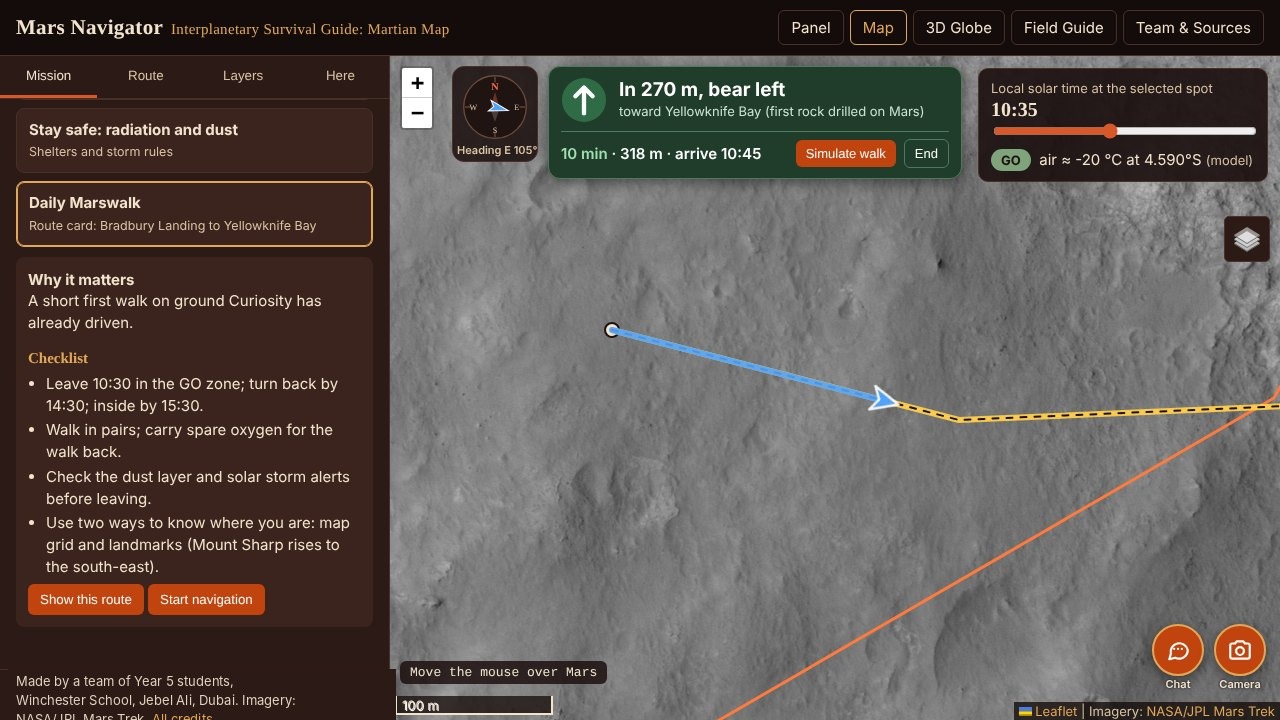 Mars Navigator Interplanetary Survival Guide: Martian Map
Panel
Map
3D Globe
Field Guide
Team & Sources
Mission
Route
Layers
Here
Stay safe: radiation and dust
Shelters and storm rules
Daily Marswalk
Route card: Bradbury Landing to Yellowknife Bay
Why it matters
A short first walk on ground Curiosity has
already driven.
Checklist
• Leave 10:30 in the GO zone; turn back by
14:30; inside by 15:30.
• Walk in pairs; carry spare oxygen for the
walk back.
• Check the dust layer and solar storm alerts
before leaving.
• Use two ways to know where you are: map
grid and landmarks (Mount Sharp rises to
the south-east).
Show this route
Start navigation
Made by a team of Year 5 students,
Winchester School, Jebel Ali, Dubai. Imagery:
NASA/JPL Mars Trek. All credits
+
−
N
W
E
S
Heading E 105°
In 270 m, bear left
toward Yellowknife Bay (first rock drilled on Mars)
10 min · 318 m · arrive 10:45
Simulate walk
End
Local solar time at the selected spot
10:35
GO air ≈ -20 °C at 4.590°S (model)
Move the mouse over Mars
100 m
Chat
Camera
Leaflet | Imagery: NASA/JPL Mars Trek